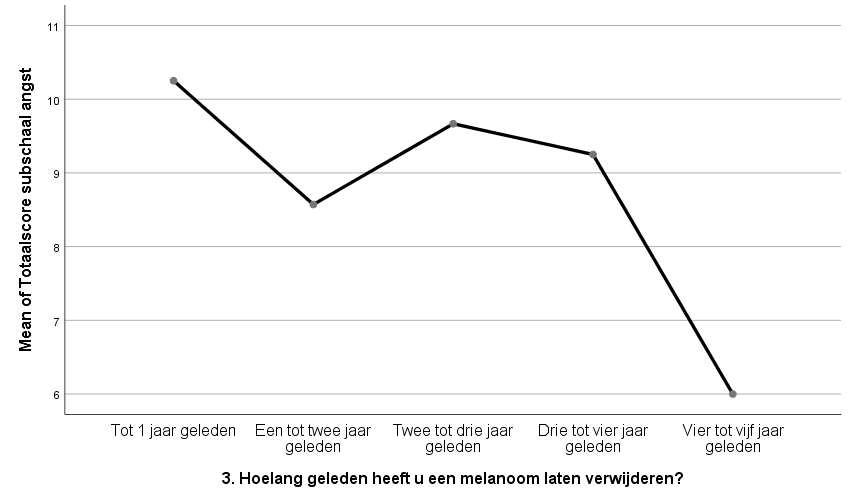 11
10
9
8
7
6
Mean of Totaalscore subschaal angst
Tot 1 jaar geleden
Een tot twee jaar
geleden
Twee tot drie jaar
geleden
Drie tot vier jaar
geleden
Vier tot vijf jaar
geleden
3. Hoelang geleden heeft u een melanoom laten verwijderen?